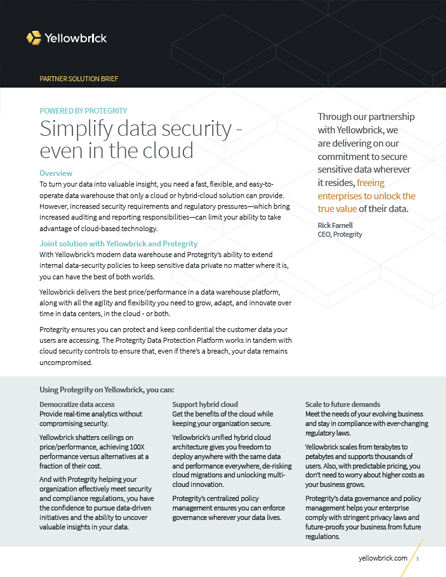 Yellowbrick
PARTNER SOLUTION BRIEF
POWERED BY PROTEGRITY
Simplify data security -
even in the cloud
Overview
To turn your data into valuable insight, you need a fast, flexible, and easy-to-
operate data warehouse that only a cloud or hybrid-cloud solution can provide.
However, increased security requirements and regulatory pressures—which bring
increased auditing and reporting responsibilities—can limit your ability to take
advantage of cloud-based technology.
Joint solution with Yellowbrick and Protegrity
With Yellowbrick's modern data warehouse and Protegrity's ability to extend
internal data-security policies to keep sensitive data private no matter where it is,
you can have the best of both worlds.
Yellowbrick delivers the best price/performance in a data warehouse platform,
along with all the agility and flexibility you need to grow, adapt, and innovate over
time in data centers, in the cloud - or both.
Protegrity ensures you can protect and keep confidential the customer data your
users are accessing. The Protegrity Data Protection Platform works in tandem with
cloud security controls to ensure that, even if there's a breach, your data remains
uncompromised.
Through our partnership
with Yellowbrick, we
are delivering on our
commitment to secure
sensitive data wherever
it resides, freeing
enterprises to unlock the
true value of their data.
Rick Farnell
CEO, Protegrity
Using Protegrity on Yellowbrick, you can:
Democratize data access
Provide real-time analytics without
compromising security.
Yellowbrick shatters ceilings on
price/performance, achieving 100X
performance versus alternatives at a
fraction of their cost.
And with Protegrity helping your
organization effectively meet security
and compliance regulations, you have
the confidence to pursue data-driven
initiatives and the ability to uncover
valuable insights in your data.
Support hybrid cloud
Get the benefits of the cloud while
keeping your organization secure.
Yellowbrick's unified hybrid cloud
architecture gives you freedom to
deploy anywhere with the same data
and performance everywhere, de-risking
cloud migrations and unlocking multi-
cloud innovation.
Protegrity's centralized policy
management ensures you can enforce
governance wherever your data lives.
Scale to future demands
Meet the needs of your evolving business
and stay in compliance with ever-changing
regulatory laws.
Yellowbrick scales from terabytes to
petabytes and supports thousands of
users. Also, with predictable pricing, you
don't need to worry about higher costs as
your business grows.
Protegrity's data governance and policy
management helps your enterprise
comply with stringent privacy laws and
future-proofs your business from future
regulations.
yellowbrick.com 1